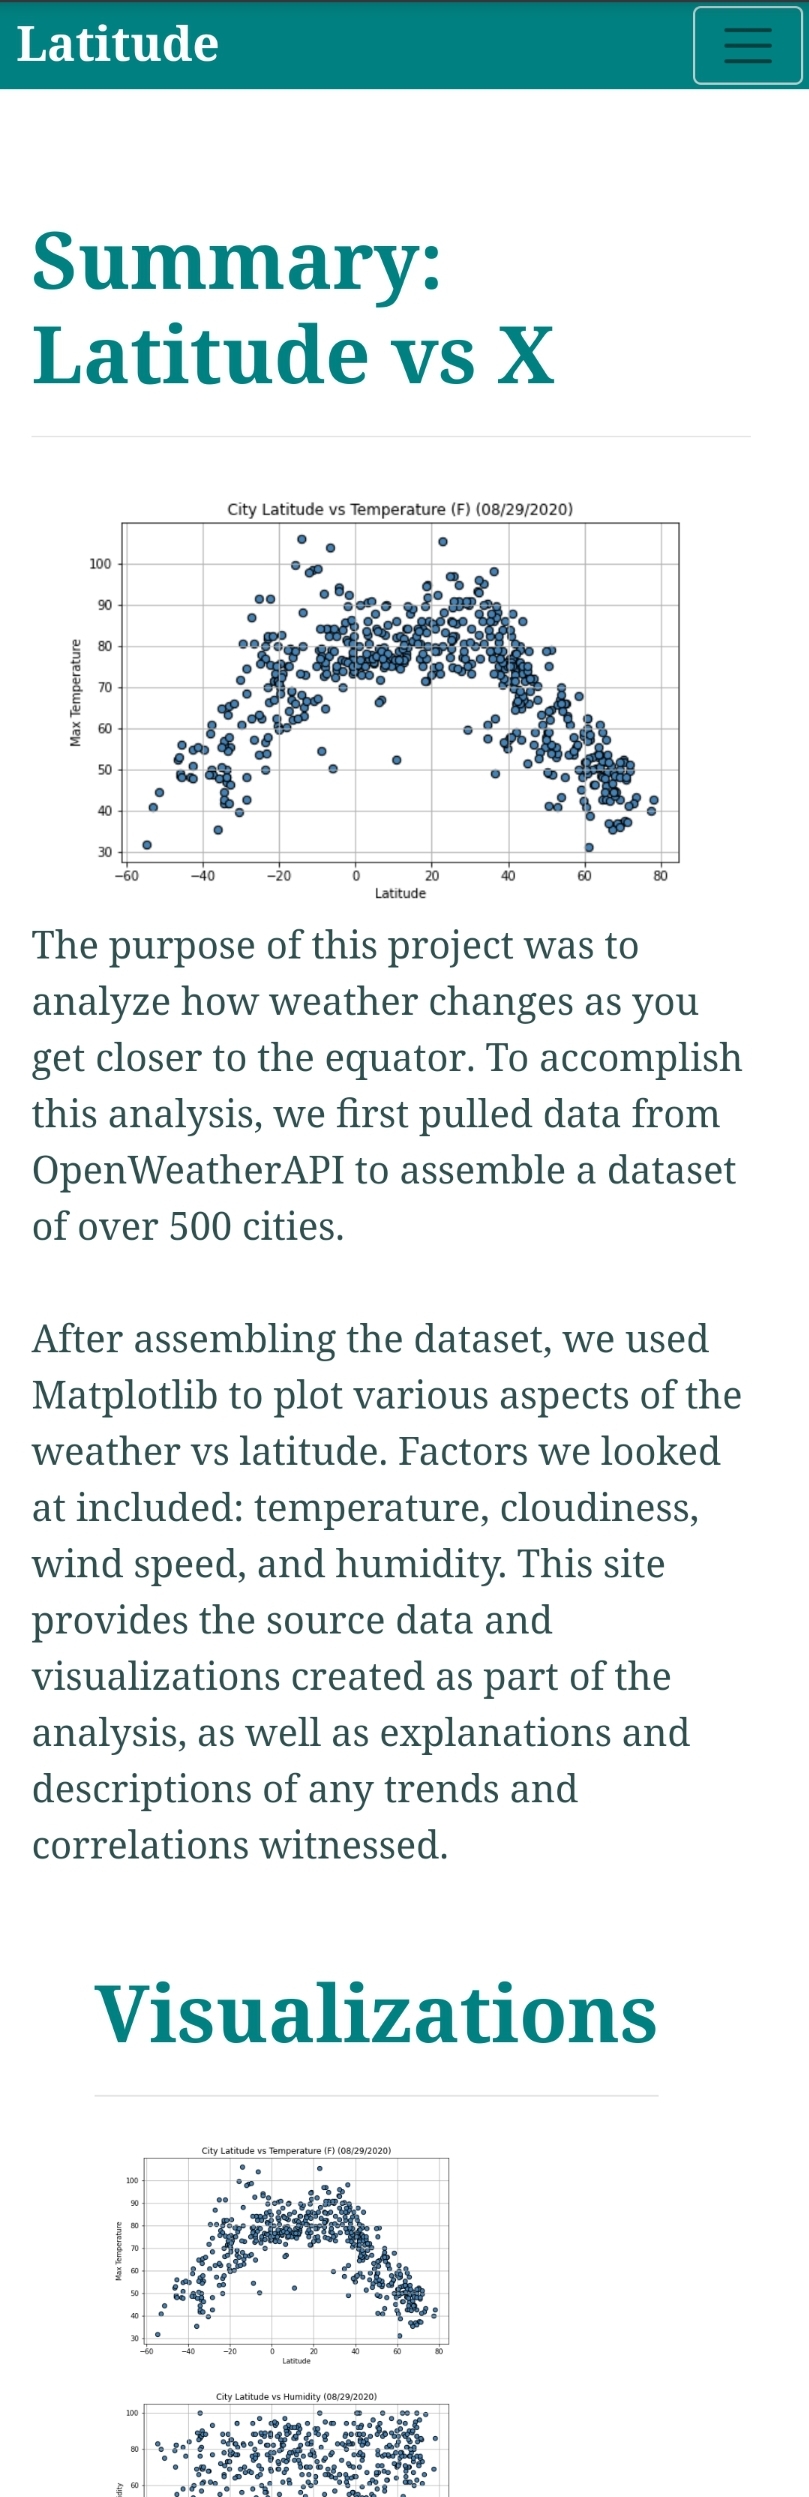 Latitude
Summary:
Latitude vs X
City Latitude vs Temperature (F) (08/29/2020)
100
90
80
70
60
50
40
30
Max Temperature
−60 −40 −20 0 20 40 60 80
Latitude
The purpose of this project was to
analyze how weather changes as you
get closer to the equator. To accomplish
this analysis, we first pulled data from
OpenWeatherAPI to assemble a dataset
of over 500 cities.
After assembling the dataset, we used
Matplotlib to plot various aspects of the
weather vs latitude. Factors we looked
at included: temperature, cloudiness,
wind speed, and humidity. This site
provides the source data and
visualizations created as part of the
analysis, as well as explanations and
descriptions of any trends and
correlations witnessed.
Visualizations
City Latitude vs Temperature (F) (08/29/2020)
100
90
80
70
60
50
40
30
Max Temperature
−60 −40 −20 0 20 40 60 80
Latitude
City Latitude vs Humidity (08/29/2020)
100
80
60